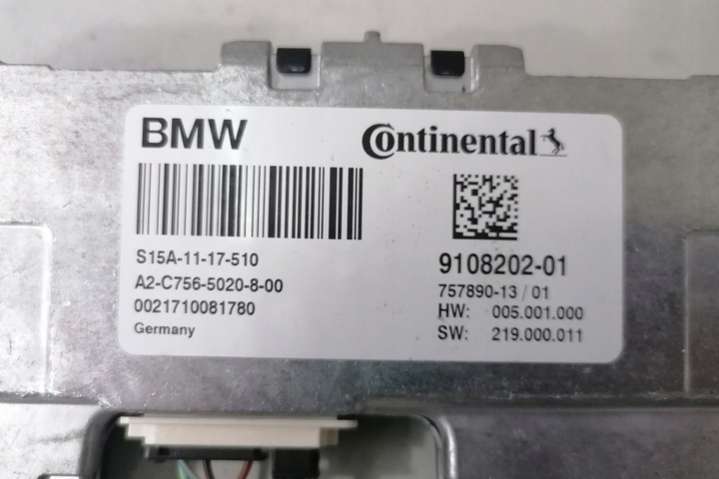 BMW
Continental
S15A-11-17-510
A2-C756-5020-8-00
0021710081780
Germany
9108202-01
757890-13 / 01
HW: 005.001.000
SW: 219.000.011